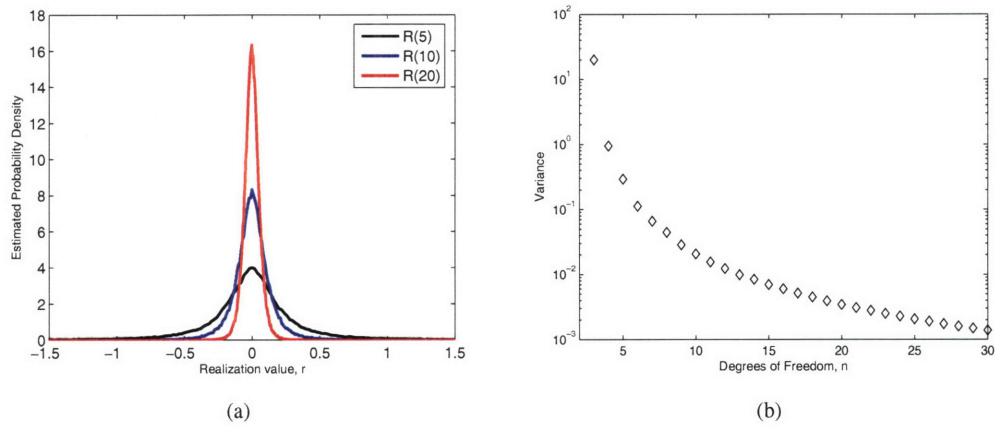 18
16
14
12
10
8
6
4
2
0
Estimated Probability Density
R(5)
R(10)
R(20)
−1.5 −1 −0.5 0 0.5 1 1.5
Realization value, r
(a)
10^2
10^1
10^0
10^−1
10^−2
10^−3
Variance
5 10 15 20 25 30
Degrees of Freedom, n
(b)